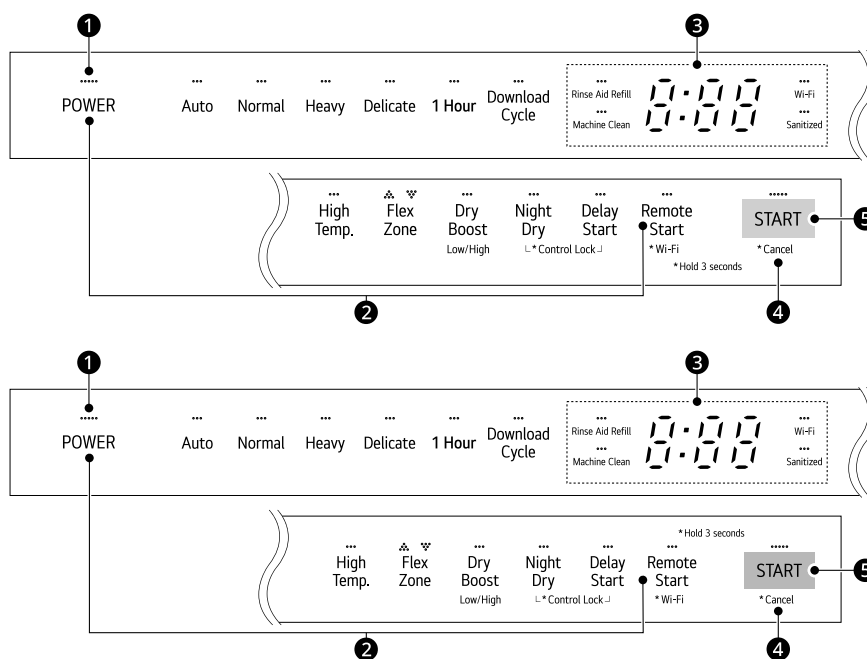 1 3
POWER Auto Normal Heavy Delicate 1 Hour Download Cycle Rinse Aid Refill Machine Clean 8:88 Wi-Fi Sanitized
High Temp. Flex Zone Dry Boost Night Dry Delay Start Remote Start START 5
Low/High *Control Lock *Wi-Fi *Cancel
*Hold 3 seconds
2 4
1 3
POWER Auto Normal Heavy Delicate 1 Hour Download Cycle Rinse Aid Refill Machine Clean 8:88 Wi-Fi Sanitized
*Hold 3 seconds
High Temp. Flex Zone Dry Boost Night Dry Delay Start Remote Start START 5
Low/High *Control Lock *Wi-Fi *Cancel
2 4